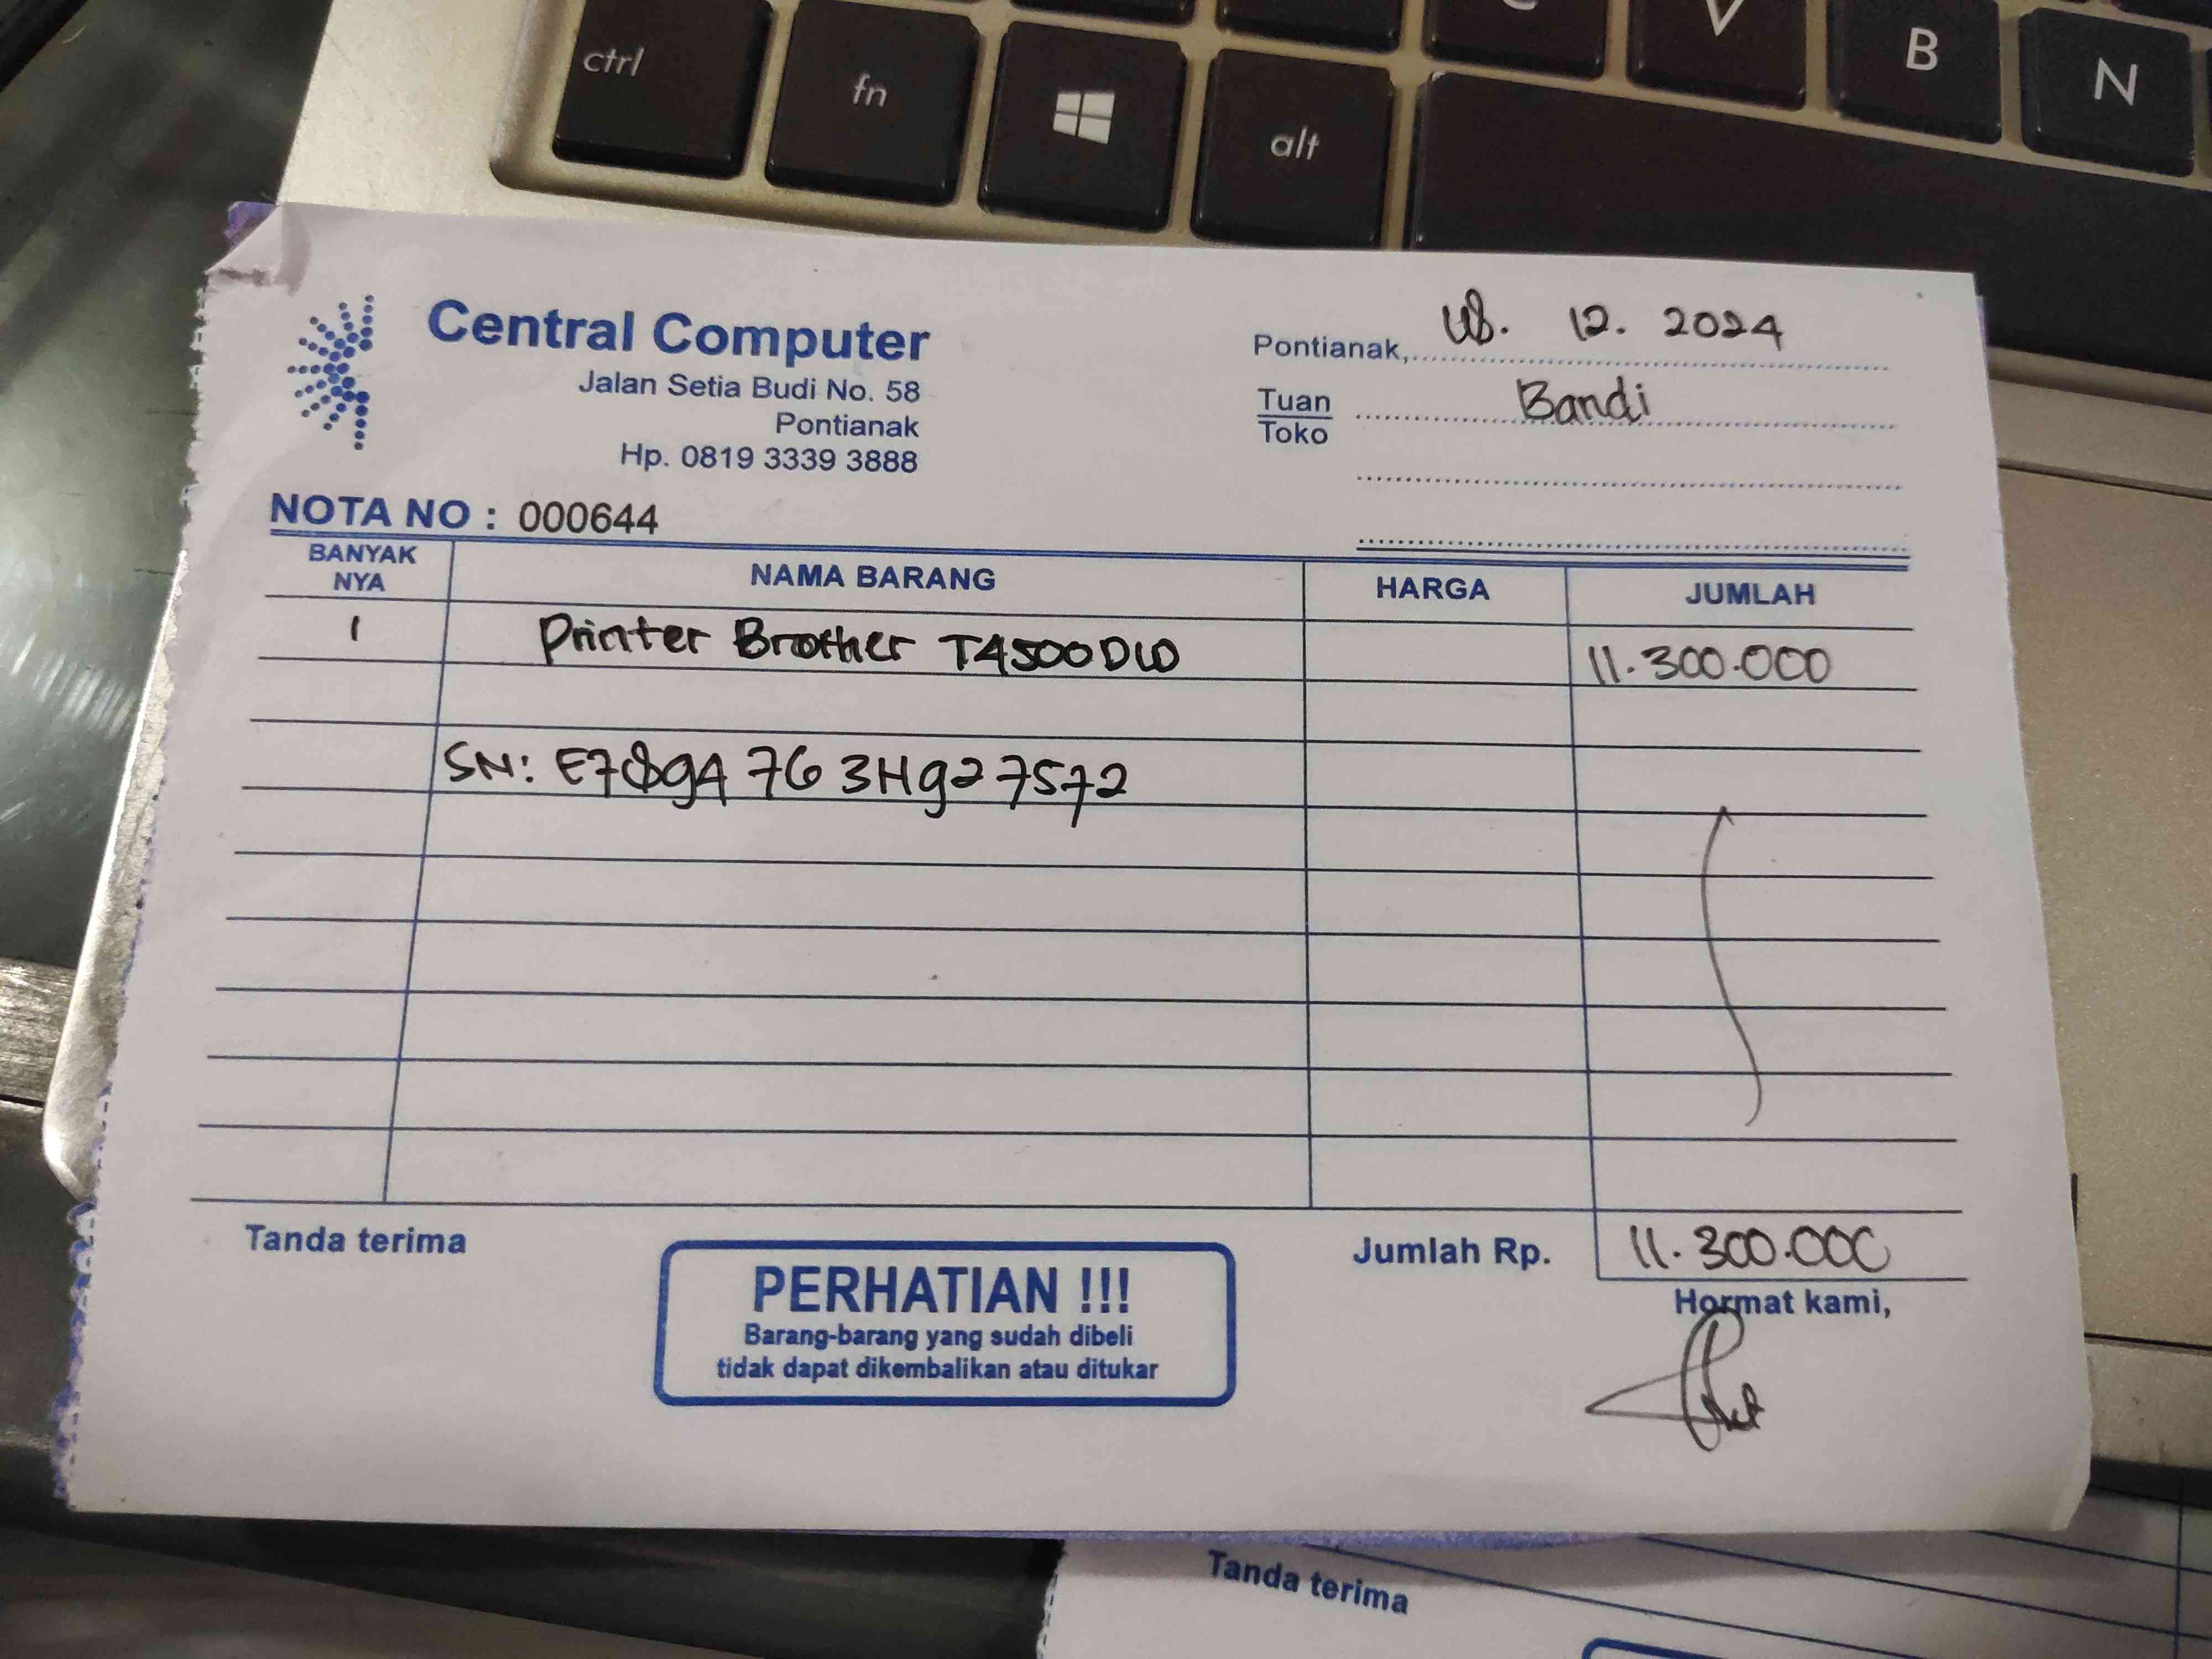 ctrl
fn
alt
V
B
N
Central Computer
Jalan Setia Budi No. 58
Pontianak
Hp. 0819 3339 3888
Pontianak, 12. 2024
Tuan Bandi
Toko
NOTA NO : 000644
BANYAK
NYA
NAMA BARANG
HARGA
JUMLAH
1 Printer Brother T4500DW 11.300.000
SN: E78gA7G3Hg27572
Tanda terima
PERHATIAN !!!
Barang-barang yang sudah dibeli
tidak dapat dikembalikan atau ditukar
Jumlah Rp. 11.300.000
Hormat kami,
Tanda terima